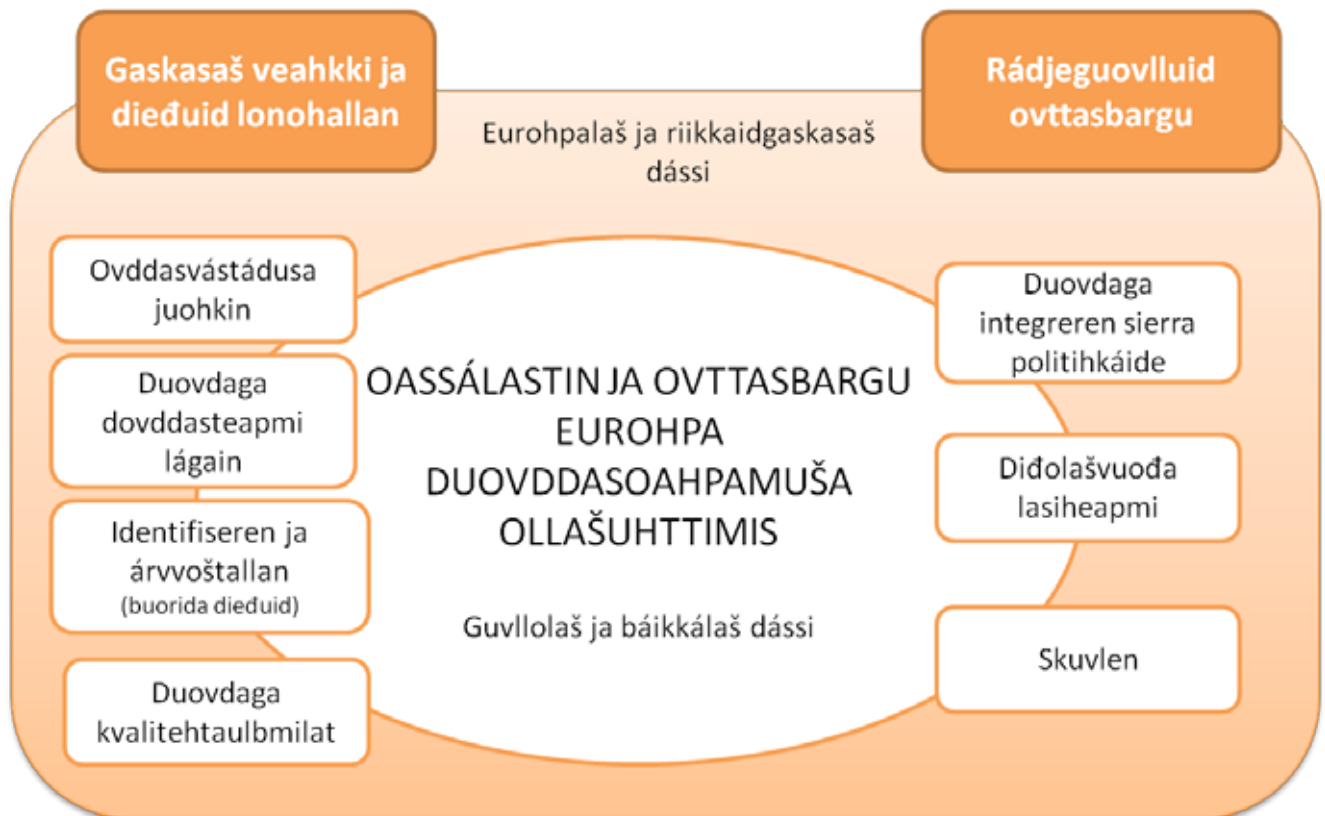 Gaskasaš veahkki ja
dieđuid lonohallan
Rádjeguovlluid
ovttasbargu
Eurohpalaš ja riikkaidgaskasaš
dássi
Ovddasvástádusa
juohkin
Duovdaga
dovddasteapmi
lágain
Identifiseren ja
árvvoštallan
(buorida dieđuid)
Duovdaga
kvalitehtaulbmilat
OASSÁLASTIN JA OVTTASBARGU
EUROHPA
DUOVDDASOAHPAMUŠA
OLLAŠUHTTIMIS
Guvllolaš ja báikkálaš dássi
Duovdaga
integreren sierra
politihkáide
Diđolašvuođa
lasiheapmi
Skuvlen